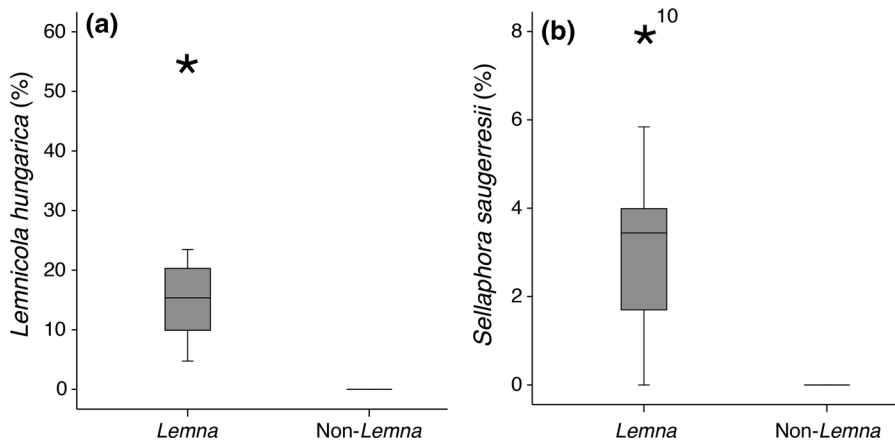 (a)
Lemnicola hungarica (%)
60
50
40
30
20
10
0
Lemna
Non-Lemna
(b)
10
Sellaphora saugerresii (%)
8
6
4
2
0
Lemna
Non-Lemna